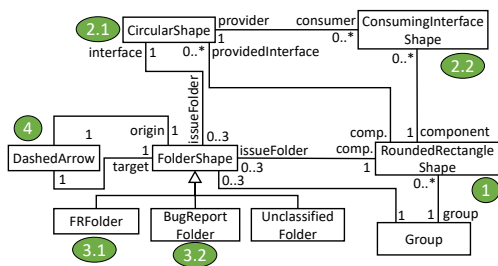 2.1
CircularShape
provider
consumer
ConsumingInterface
Shape
1
0..*
interface
1
0..*
providedInterface
2.2
0..*
issueFolder
4
origin
1
1
comp.
1
component
DashedArrow
target
1
1
0..3
FolderShape
issueFolder
0..3
0..3
comp.
1
RoundedRectangle
Shape
0..*
1
FRFolder
BugReport
Folder
Unclassified
Folder
1
1
group
Group
3.1
3.2